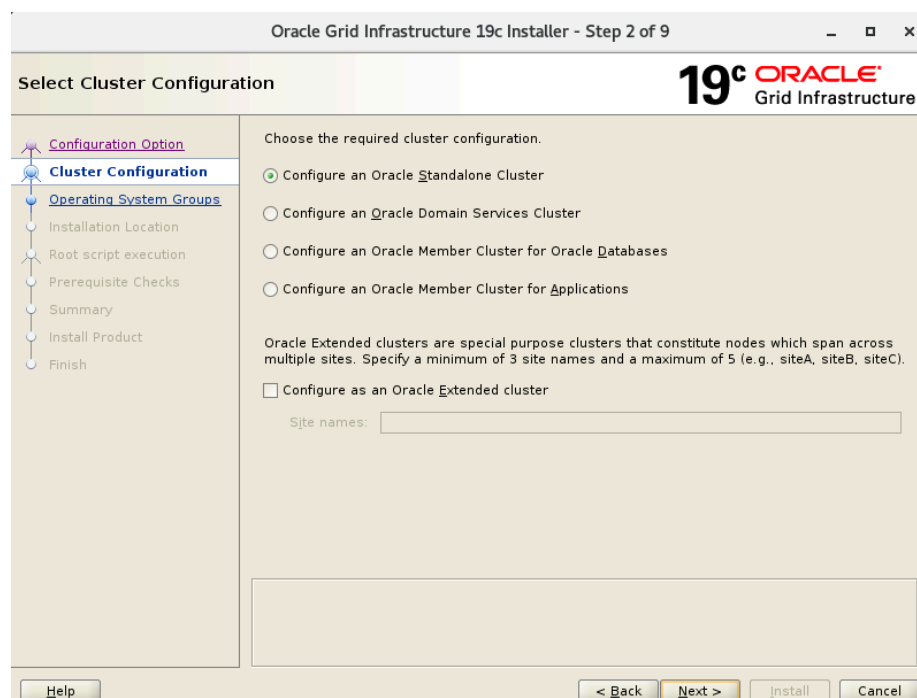 Oracle Grid Infrastructure 19c Installer - Step 2 of 9
Select Cluster Configuration
19c ORACLE
Grid Infrastructure
Configuration Option
Cluster Configuration
Operating System Groups
Installation Location
Root script execution
Prerequisite Checks
Summary
Install Product
Finish
Choose the required cluster configuration.
Configure an Oracle Standalone Cluster
Configure an Oracle Domain Services Cluster
Configure an Oracle Member Cluster for Oracle Databases
Configure an Oracle Member Cluster for Applications
Oracle Extended clusters are special purpose clusters that constitute nodes which span across
multiple sites. Specify a minimum of 3 site names and a maximum of 5 (e.g., siteA, siteB, siteC).
Configure as an Oracle Extended cluster
Site names:
Help
< Back Next > Install Cancel